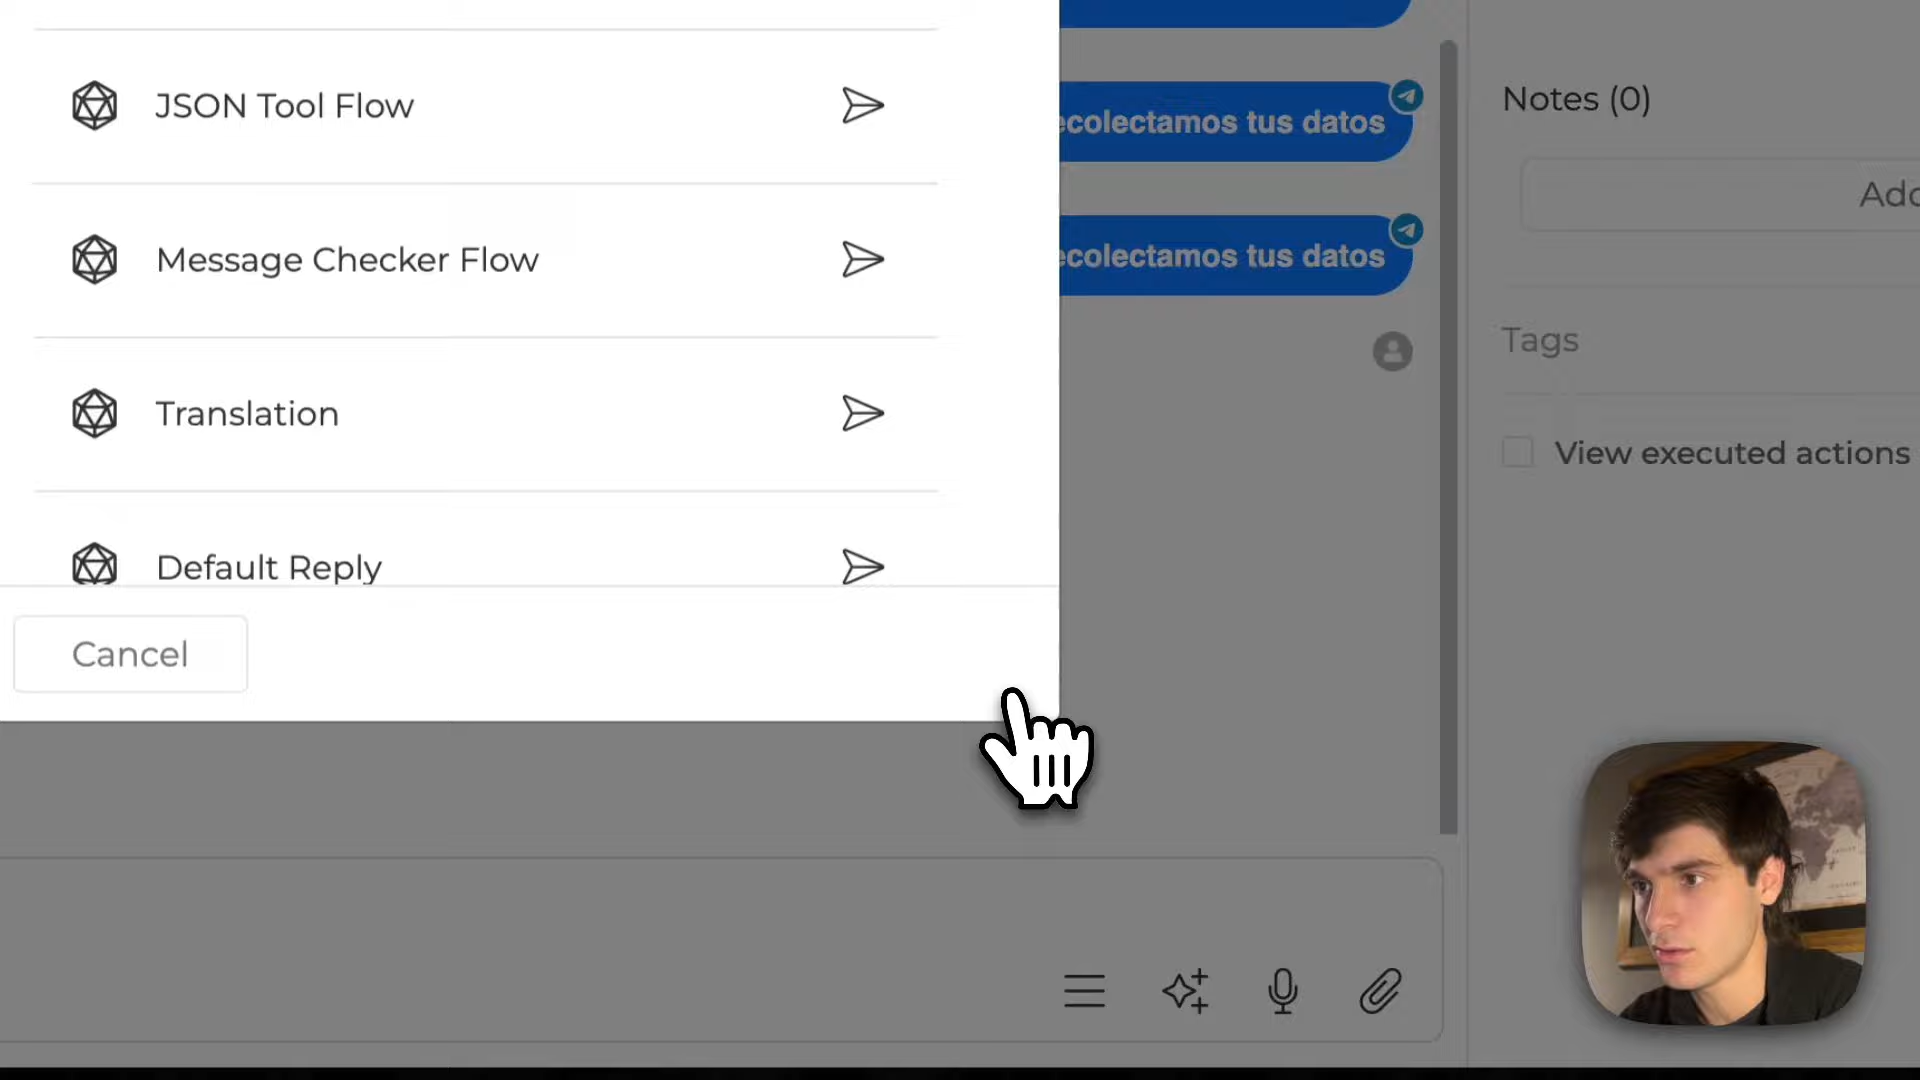 JSON Tool Flow
Message Checker Flow
Translation
Default Reply
Cancel
colectamos tus datos
colectamos tus datos
Notes (0)
Tags
View executed actions